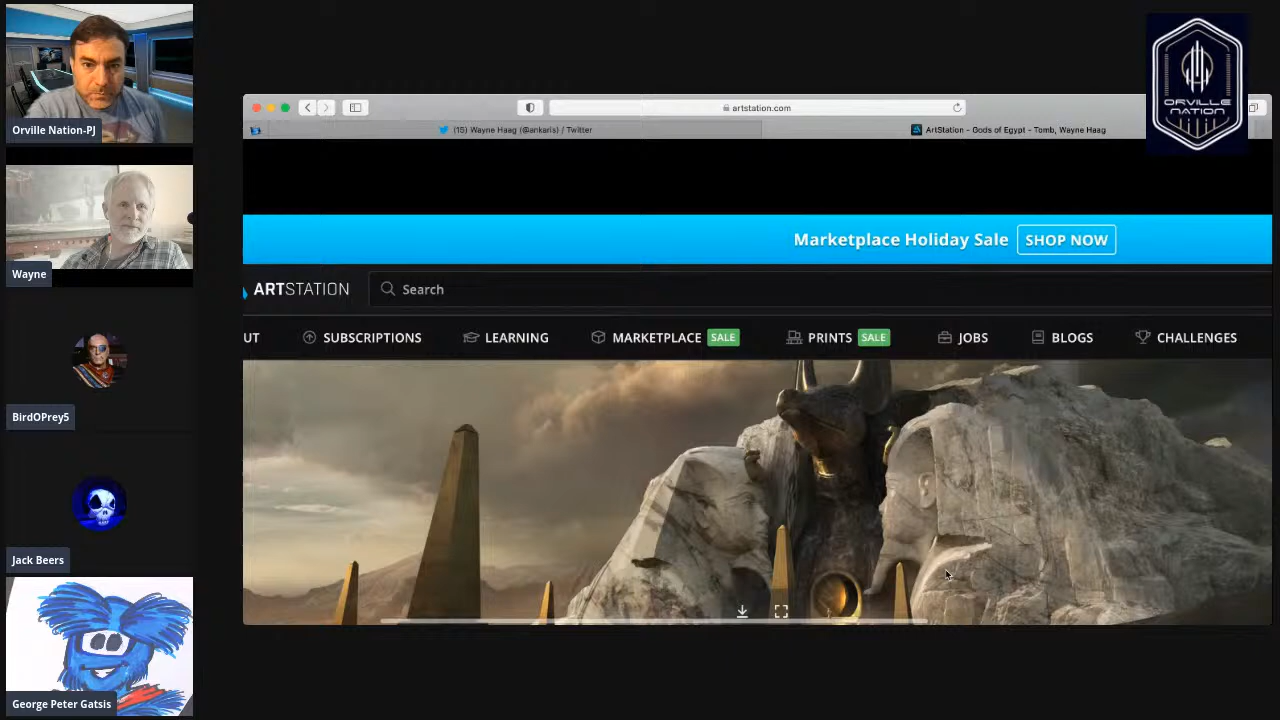 Orville Nation-PJ
Wayne
BirdOPrey5
Jack Beers
George Peter Gatsis
artstation.com
(15) Wayne Haag (@ankaris) / Twitter
ArtStation - Gods of Egypt - Tomb, Wayne Haag
ORVILLE
NATION
Marketplace Holiday Sale SHOP NOW
ARTSTATION
Search
UT SUBSCRIPTIONS LEARNING MARKETPLACE SALE PRINTS SALE JOBS BLOGS CHALLENGES